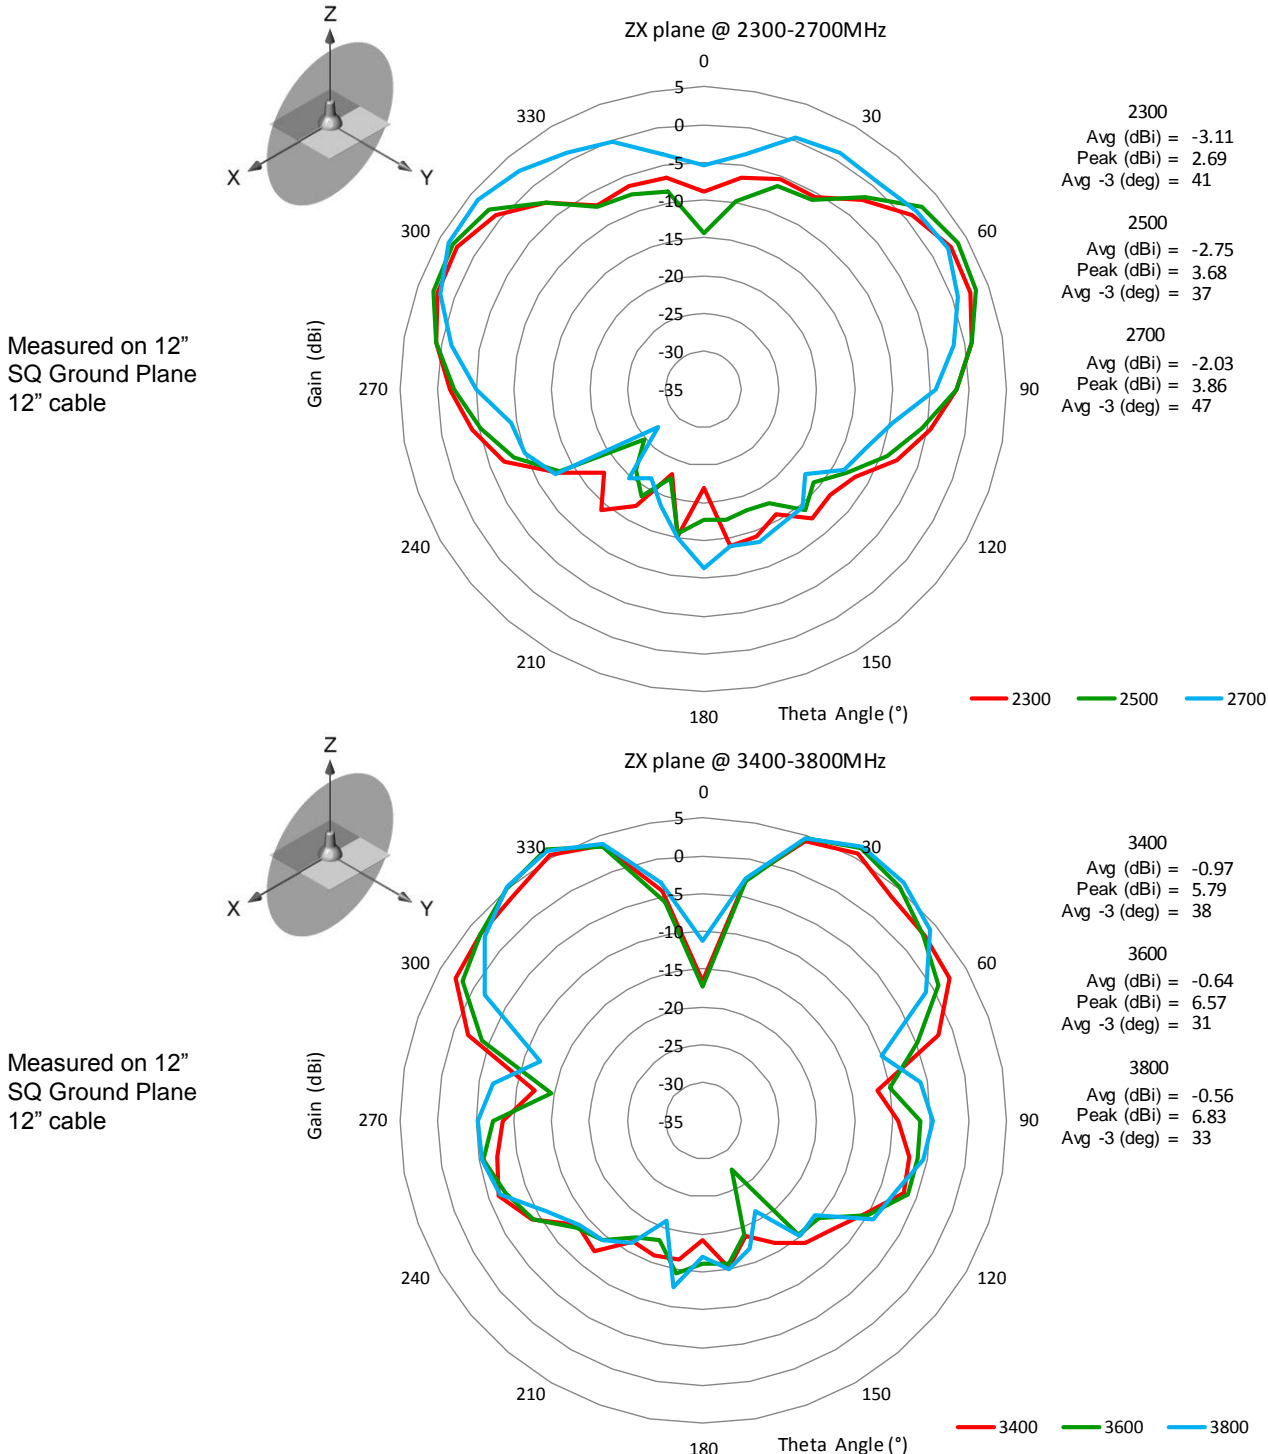 Z
X
Y
ZX plane @ 2300-2700MHz
0
30
60
90
120
150
180
210
240
270
300
330
5
0
-5
-10
-15
-20
-25
-30
-35
Gain (dBi)
Theta Angle (°)
Measured on 12”
SQ Ground Plane
12” cable
2300
Avg (dBi) = -3.11
Peak (dBi) = 2.69
Avg -3 (deg) = 41
2500
Avg (dBi) = -2.75
Peak (dBi) = 3.68
Avg -3 (deg) = 37
2700
Avg (dBi) = -2.03
Peak (dBi) = 3.86
Avg -3 (deg) = 47
2300 2500 2700
Z
X
Y
ZX plane @ 3400-3800MHz
0
30
60
90
120
150
180
210
240
270
300
330
5
0
-5
-10
-15
-20
-25
-30
-35
Gain (dBi)
Theta Angle (°)
Measured on 12”
SQ Ground Plane
12” cable
3400
Avg (dBi) = -0.97
Peak (dBi) = 5.79
Avg -3 (deg) = 38
3600
Avg (dBi) = -0.64
Peak (dBi) = 6.57
Avg -3 (deg) = 31
3800
Avg (dBi) = -0.56
Peak (dBi) = 6.83
Avg -3 (deg) = 33
3400 3600 3800